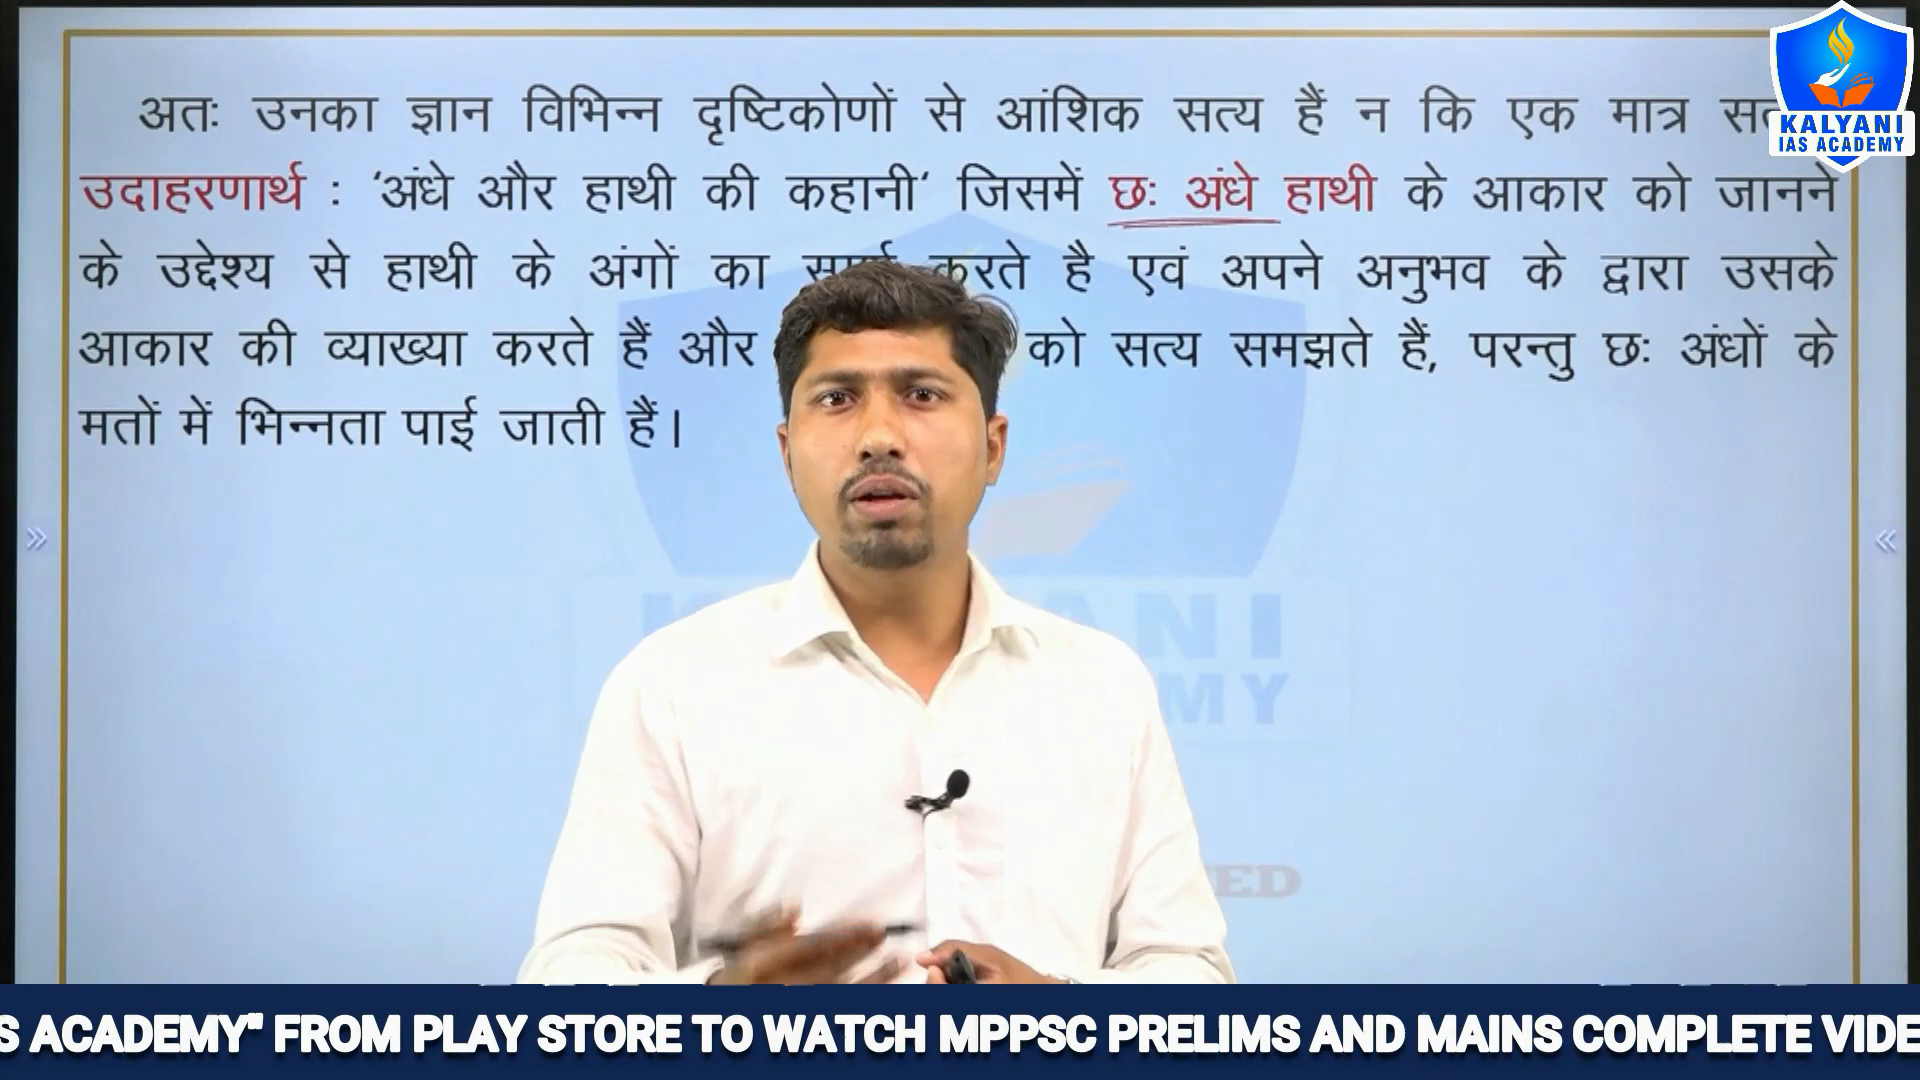 अतः उनका ज्ञान विभिन्न दृष्टिकोणों से आंशिक सत्य हैं न कि एक मात्र
उदाहरणार्थ : ‘अंधे और हाथी की कहानी‘ जिसमें छः अंधे हाथी के आकार को जानने
के उद्देश्य से हाथी के अंगों का करते है एवं अपने अनुभव के द्वारा उसके
आकार की व्याख्या करते हैं और को सत्य समझते हैं, परन्तु छः अंधों के
मतों में भिन्नता पाई जाती हैं।
KALYANI
IAS ACADEMY
S ACADEMY" FROM PLAY STORE TO WATCH MPPSC PRELIMS AND MAINS COMPLETE VIDE